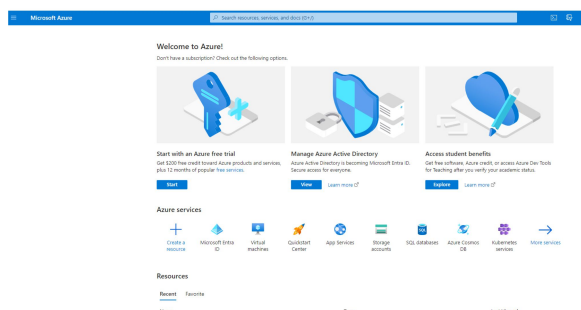 Microsoft Azure
Search resources, services, and docs (G+/)
Welcome to Azure!
Don't have a subscription? Check out the following options.
Start with an Azure free trial
Get $200 free credit toward Azure products and services,
plus 12 months of popular free services.
Start
Manage Azure Active Directory
Azure Active Directory is becoming Microsoft Entra ID.
Secure access for everyone.
View
Learn more
Access student benefits
Get free software, Azure credit, or access Azure Dev Tools
for Teaching after you verify your academic status.
Explore
Learn more
Azure services
Create a
resource
Microsoft Entra
ID
Virtual
machines
Quickstart
Center
App Services
Storage
accounts
SQL databases
Azure Cosmos
DB
Kubernetes
services
More services
Resources
Recent
Favorite